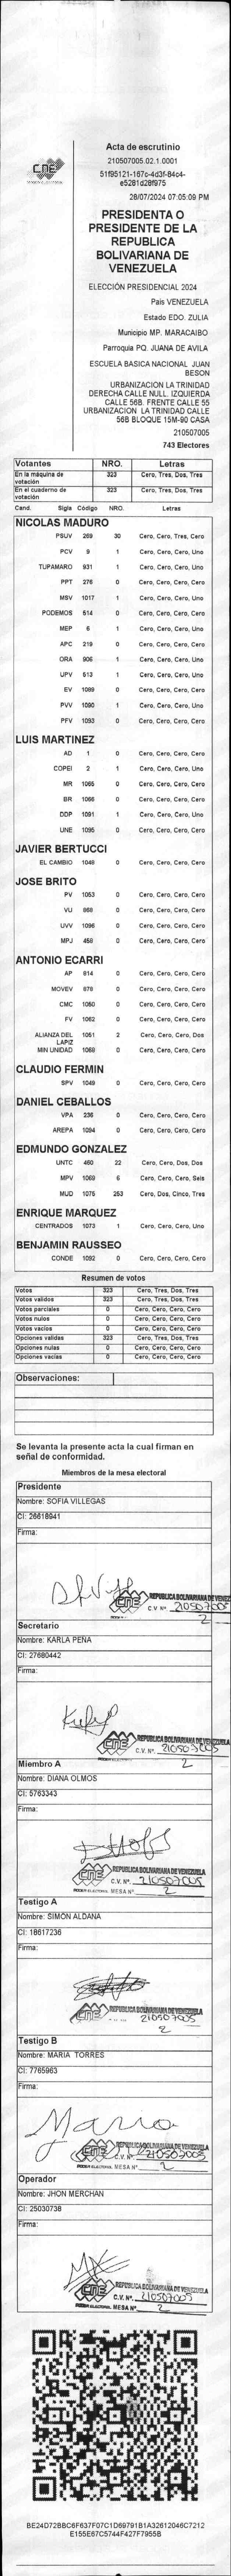 CNE
Acta de escrutinio
210507005.02.1.0001
51f95121-167c-4d3f-84c4-
e5281d28f975
28/07/2024 07:05:09 PM
PRESIDENTA O
PRESIDENTE DE LA
REPUBLICA
BOLIVARIANA DE
VENEZUELA
ELECCIÓN PRESIDENCIAL 2024
País VENEZUELA
Estado EDO. ZULIA
Municipio MP. MARACAIBO
Parroquia PQ. JUANA DE AVILA
ESCUELA BASICA NACIONAL JUAN
BESON
URBANIZACION LA TRINIDAD
DERECHA CALLE NULL. IZQUIERDA
CALLE 56B. FRENTE CALLE 55
URBANIZACION LA TRINIDAD CALLE
56B BLOQUE 15M-90 CASA
210507005
743 Electores
Votantes NRO. Letras
En la máquina de votación 323 Cero, Tres, Dos, Tres
En el cuaderno de votación 323 Cero, Tres, Dos, Tres
Cand. Sigla Código NRO. Letras
NICOLAS MADURO
PSUV 269 30 Cero, Cero, Tres, Cero
PCV 9 1 Cero, Cero, Cero, Uno
TUPAMARO 931 1 Cero, Cero, Cero, Uno
PPT 276 0 Cero, Cero, Cero, Cero
MSV 1017 1 Cero, Cero, Cero, Uno
PODEMOS 514 0 Cero, Cero, Cero, Cero
MEP 6 1 Cero, Cero, Cero, Uno
APC 219 0 Cero, Cero, Cero, Cero
ORA 906 1 Cero, Cero, Cero, Uno
UPV 513 1 Cero, Cero, Cero, Uno
EV 1089 0 Cero, Cero, Cero, Cero
PVV 1090 1 Cero, Cero, Cero, Uno
PFV 1093 0 Cero, Cero, Cero, Cero
LUIS MARTINEZ
AD 1 0 Cero, Cero, Cero, Cero
COPEI 2 1 Cero, Cero, Cero, Uno
MR 1065 0 Cero, Cero, Cero, Cero
BR 1066 0 Cero, Cero, Cero, Cero
DDP 1091 1 Cero, Cero, Cero, Uno
UNE 1095 0 Cero, Cero, Cero, Cero
JAVIER BERTUCCI
EL CAMBIO 1048 0 Cero, Cero, Cero, Cero
JOSE BRITO
PV 1053 0 Cero, Cero, Cero, Cero
VU 868 0 Cero, Cero, Cero, Cero
UVV 1096 0 Cero, Cero, Cero, Cero
MPJ 458 0 Cero, Cero, Cero, Cero
ANTONIO ECARRI
AP 914 0 Cero, Cero, Cero, Cero
MOVEV 978 0 Cero, Cero, Cero, Cero
CMC 1050 0 Cero, Cero, Cero, Cero
FV 1062 0 Cero, Cero, Cero, Cero
ALIANZA DEL LAPIZ 1051 2 Cero, Cero, Cero, Dos
MIN UNIDAD 1068 0 Cero, Cero, Cero, Cero
CLAUDIO FERMIN
SPV 1049 0 Cero, Cero, Cero, Cero
DANIEL CEBALLOS
VPA 236 0 Cero, Cero, Cero, Cero
AREPA 1094 0 Cero, Cero, Cero, Cero
EDMUNDO GONZALEZ
UNTC 460 22 Cero, Cero, Dos, Dos
MPV 1069 6 Cero, Cero, Cero, Seis
MUD 1075 253 Cero, Dos, Cinco, Tres
ENRIQUE MARQUEZ
CENTRADOS 1073 1 Cero, Cero, Cero, Uno
BENJAMIN RAUSSEO
CONDE 1092 0 Cero, Cero, Cero, Cero
Resumen de votos
Votos 323 Cero, Tres, Dos, Tres
Votos validos 323 Cero, Tres, Dos, Tres
Votos parciales 0 Cero, Cero, Cero, Cero
Votos nulos 0 Cero, Cero, Cero, Cero
Votos vacios 0 Cero, Cero, Cero, Cero
Opciones validas 323 Cero, Tres, Dos, Tres
Opciones nulas 0 Cero, Cero, Cero, Cero
Opciones vacias 0 Cero, Cero, Cero, Cero
Observaciones:
Se levanta la presente acta la cual firman en
señal de conformidad.
Miembros de la mesa electoral
Presidente
Nombre: SOFIA VILLEGAS
CI: 26618941
Firma:
CNE REPUBLICA BOLIVARIANA DE VENEZ
C.V. Nº 210507005
2
Secretario
Nombre: KARLA PEÑA
CI: 27680442
Firma:
CNE REPUBLICA BOLIVARIANA DE VENEZUELA
C.V. Nº. 210507005
2
Miembro A
Nombre: DIANA OLMOS
CI: 5763343
Firma:
CNE REPUBLICA BOLIVARIANA DE VENEZUELA
C.V. Nº. 210507005
PODER ELECTORAL MESA Nº 2
Testigo A
Nombre: SIMON ALDANA
CI: 18617236
Firma:
CNE REPUBLICA BOLIVARIANA DE VENEZUELA
210507005
2
Testigo B
Nombre: MARIA TORRES
CI: 7765963
Firma:
Maria
CNE REPUBLICA BOLIVARIANA DE VENEZUELA
C.V. Nº. 210507005
PODER ELECTORAL MESA Nº 2
Operador
Nombre: JHON MERCHAN
CI: 25030738
Firma:
CNE REPUBLICA BOLIVARIANA DE VENEZUELA
C.V. Nº. 210507005
PODER ELECTORAL MESA Nº 2
BE24D72BBC6F637F07C1D69791B1A32612046C7212
E155E67C5744F427F7955B